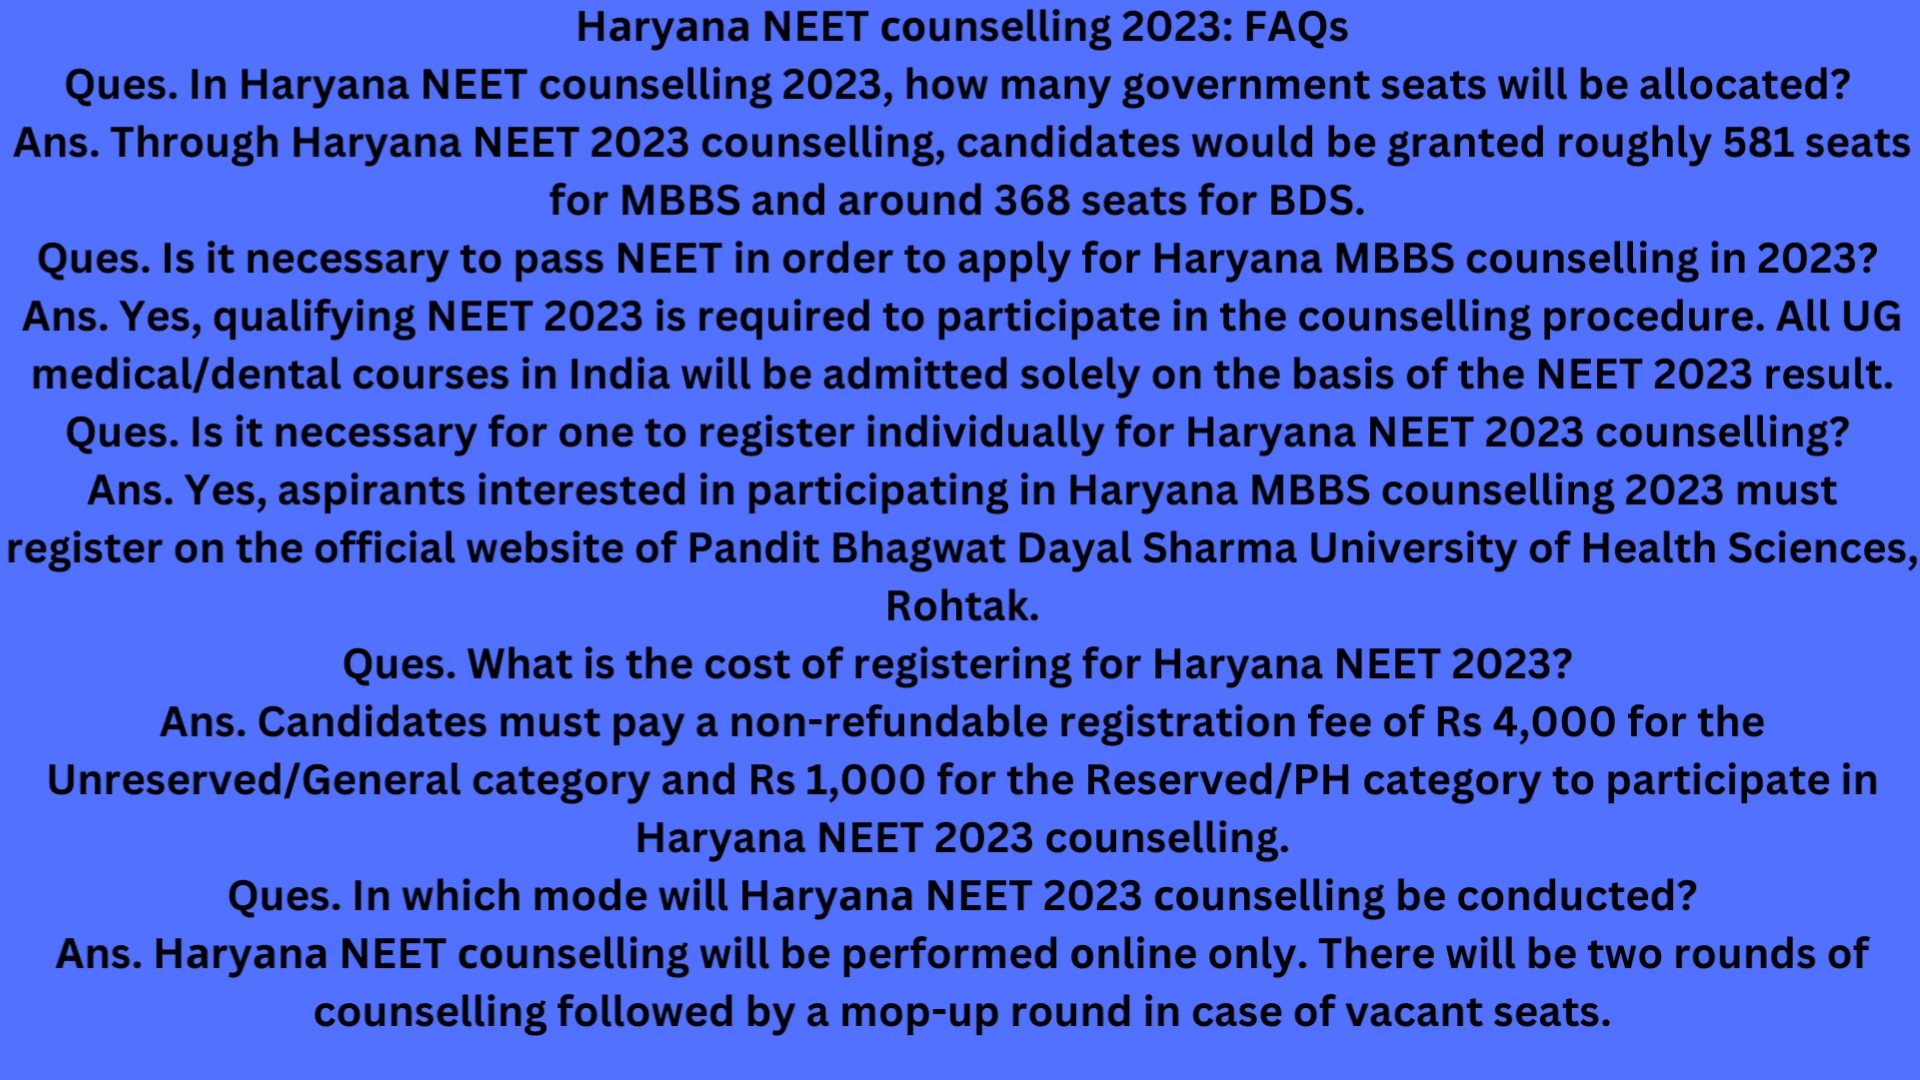 Haryana NEET counselling 2023: FAQs
Ques. In Haryana NEET counselling 2023, how many government seats will be allocated?
Ans. Through Haryana NEET 2023 counselling, candidates would be granted roughly 581 seats
for MBBS and around 368 seats for BDS.
Ques. Is it necessary to pass NEET in order to apply for Haryana MBBS counselling in 2023?
Ans. Yes, qualifying NEET 2023 is required to participate in the counselling procedure. All UG
medical/dental courses in India will be admitted solely on the basis of the NEET 2023 result.
Ques. Is it necessary for one to register individually for Haryana NEET 2023 counselling?
Ans. Yes, aspirants interested in participating in Haryana MBBS counselling 2023 must
register on the official website of Pandit Bhagwat Dayal Sharma University of Health Sciences,
Rohtak.
Ques. What is the cost of registering for Haryana NEET 2023?
Ans. Candidates must pay a non-refundable registration fee of Rs 4,000 for the
Unreserved/General category and Rs 1,000 for the Reserved/PH category to participate in
Haryana NEET 2023 counselling.
Ques. In which mode will Haryana NEET 2023 counselling be conducted?
Ans. Haryana NEET counselling will be performed online only. There will be two rounds of
counselling followed by a mop-up round in case of vacant seats.